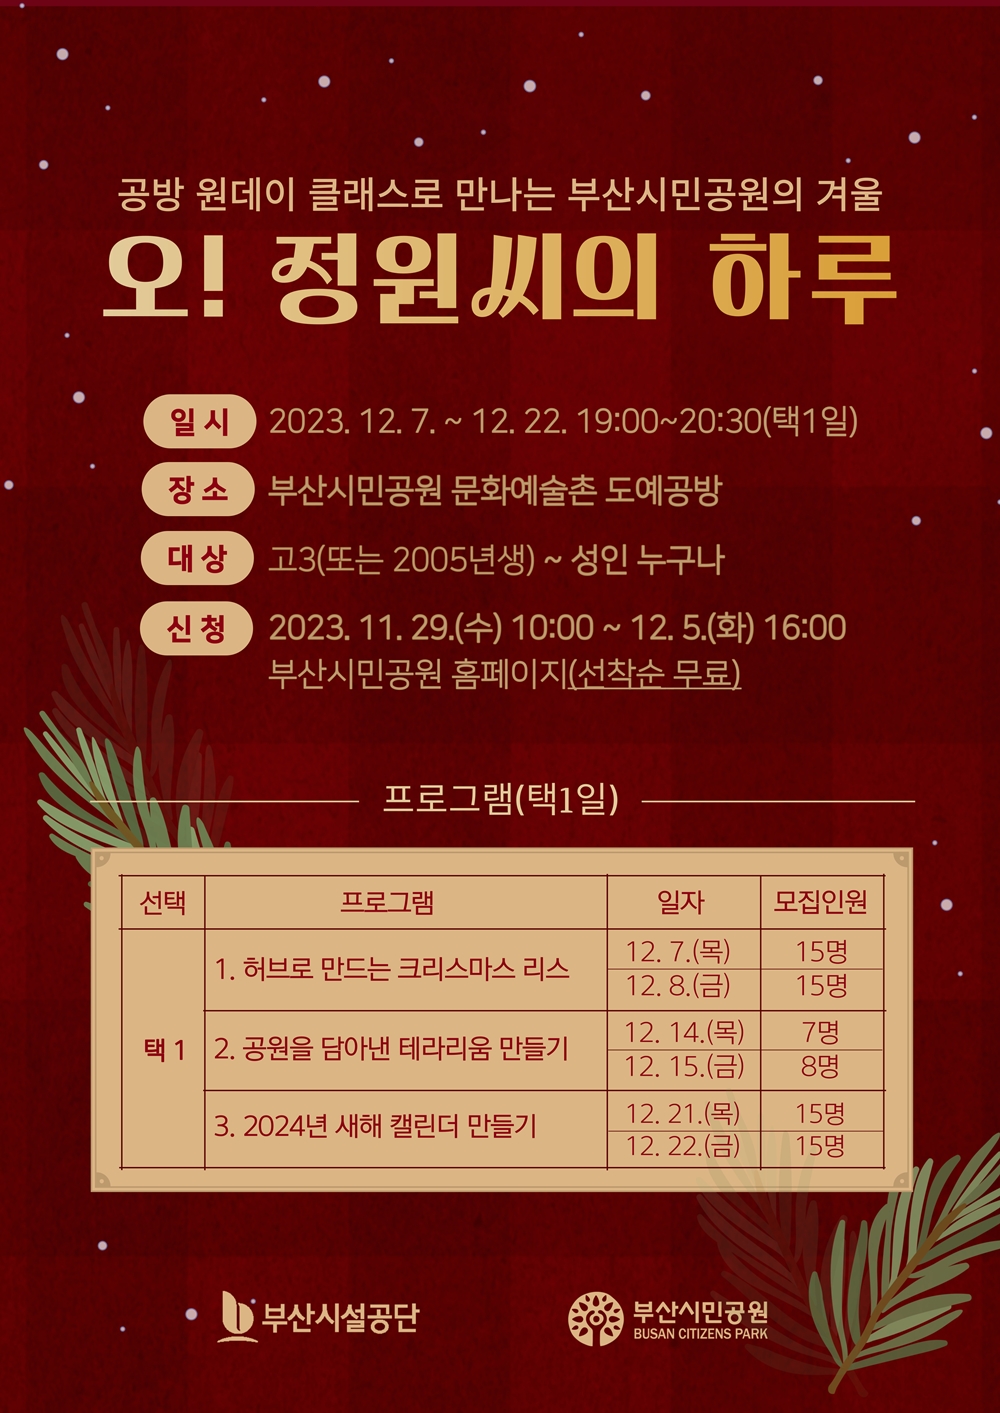 공방 원데이 클래스로 만나는 부산시민공원의 겨울
오! 정원씨의 하루
일시 2023. 12. 7. ~ 12. 22. 19:00~20:30(택1일)
장소 부산시민공원 문화예술촌 도예공방
대상 고3(또는 2005년생) ~ 성인 누구나
신청 2023. 11. 29.(수) 10:00 ~ 12. 5.(화) 16:00
부산시민공원 홈페이지(선착순 무료)
프로그램(택1일)
선택 프로그램 일자 모집인원
택 1
1. 허브로 만드는 크리스마스 리스
12. 7.(목) 15명
12. 8.(금) 15명
2. 공원을 담아낸 테라리움 만들기
12. 14.(목) 7명
12. 15.(금) 8명
3. 2024년 새해 캘린더 만들기
12. 21.(목) 15명
12. 22.(금) 15명
부산시설공단
부산시민공원
BUSAN CITIZENS PARK